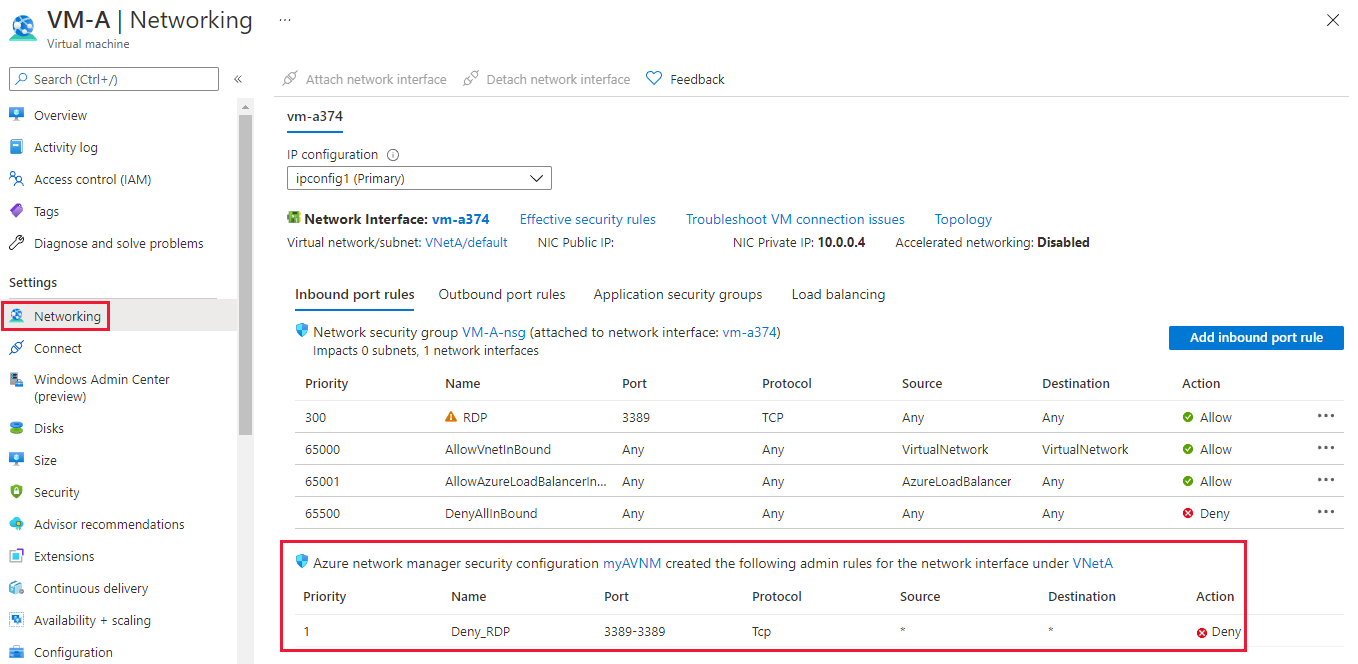 VM-A | Networking ...
Virtual machine
Search (Ctrl+/) «
Overview
Activity log
Access control (IAM)
Tags
Diagnose and solve problems
Settings
Networking
Connect
Windows Admin Center
(preview)
Disks
Size
Security
Advisor recommendations
Extensions
Continuous delivery
Availability + scaling
Configuration
Attach network interface Detach network interface Feedback
vm-a374
IP configuration
ipconfig1 (Primary)
Network Interface: vm-a374 Effective security rules Troubleshoot VM connection issues Topology
Virtual network/subnet: VNetA/default NIC Public IP: NIC Private IP: 10.0.0.4 Accelerated networking: Disabled
Inbound port rules Outbound port rules Application security groups Load balancing
Network security group VM-A-nsg (attached to network interface: vm-a374)
Impacts 0 subnets, 1 network interfaces
Add inbound port rule
Priority Name Port Protocol Source Destination Action
300 RDP 3389 TCP Any Any Allow ...
65000 AllowVnetInBound Any Any VirtualNetwork VirtualNetwork Allow ...
65001 AllowAzureLoadBalancerIn... Any Any AzureLoadBalancer Any Allow ...
65500 DenyAllInBound Any Any Any Any Deny ...
Azure network manager security configuration myAVNM created the following admin rules for the network interface under VNetA
Priority Name Port Protocol Source Destination Action
1 Deny_RDP 3389-3389 Tcp * * Deny